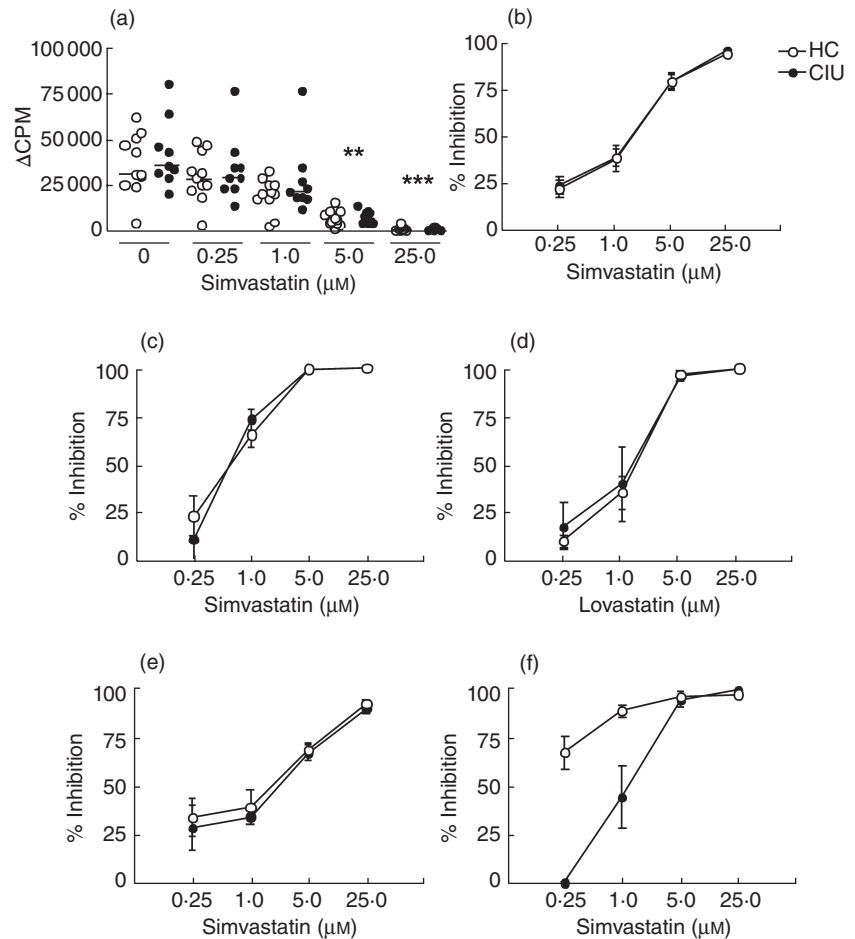 (a)
100 000
75 000
50 000
25 000
0
ΔCPM
**
***
0 0·25 1·0 5·0 25·0
Simvastatin (μM)
(b)
100
75
50
25
0
% Inhibition
0·25 1·0 5·0 25·0
Simvastatin (μM)
HC
CIU
(c)
100
75
50
25
0
% Inhibition
0·25 1·0 5·0 25·0
Simvastatin (μM)
(d)
100
75
50
25
0
% Inhibition
0·25 1·0 5·0 25·0
Lovastatin (μM)
(e)
100
75
50
25
0
% Inhibition
0·25 1·0 5·0 25·0
Simvastatin (μM)
(f)
100
75
50
25
0
% Inhibition
0·25 1·0 5·0 25·0
Simvastatin (μM)